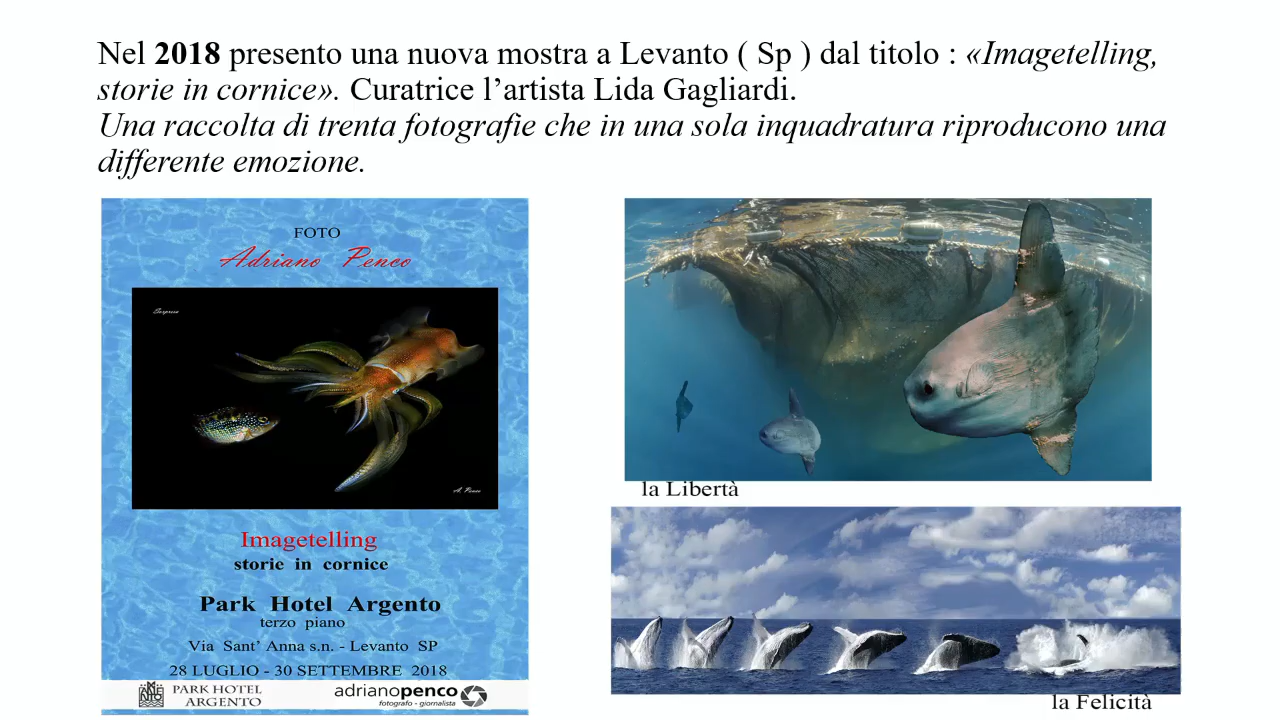 Nel 2018 presento una nuova mostra a Levanto ( Sp ) dal titolo : «Imagetelling,
storie in cornice». Curatrice l’artista Lida Gagliardi.
Una raccolta di trenta fotografie che in una sola inquadratura riproducono una
differente emozione.
FOTO
Adriano Penco
Sorpresa
A. Penco
Imagetelling
storie in cornice
Park Hotel Argento
terzo piano
Via Sant’ Anna s.n. - Levanto SP
28 LUGLIO - 30 SETTEMBRE 2018
PARK HOTEL
ARGENTO
adrianopenco
fotografo - giornalista
la Libertà
la Felicità